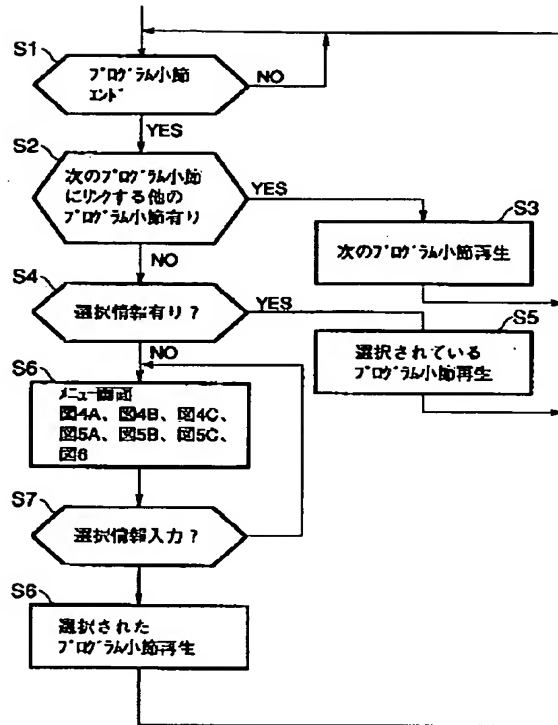 S1
プログラム小節
エンド
NO
YES
S2
次のプログラム小節
にリンクする他の
プログラム小節有り
YES
S3
次のプログラム小節再生
NO
S4
選択情報有り?
YES
S5
選択されている
プログラム小節再生
NO
S6
メニュー画面
図4A、図4B、図4C、
図5A、図5B、図5C、
図6
S7
選択情報入力?
S6
選択された
プログラム小節再生